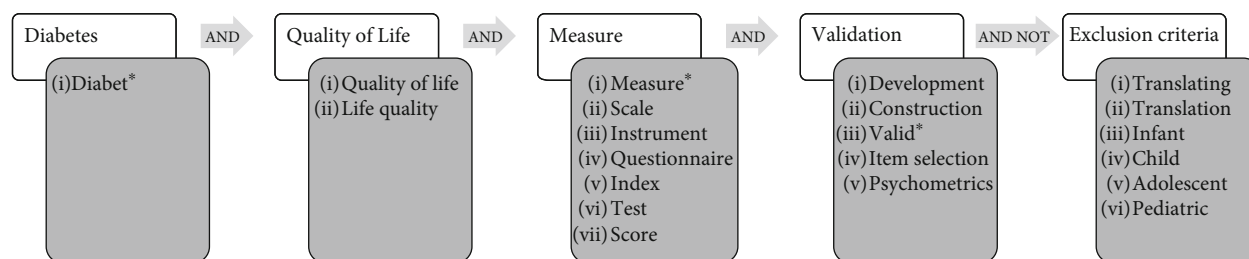 Diabetes
AND
Quality of Life
AND
Measure
AND
Validation
AND NOT
Exclusion criteria
(i) Diabet*
(i) Quality of life
(ii) Life quality
(i) Measure*
(ii) Scale
(iii) Instrument
(iv) Questionnaire
(v) Index
(vi) Test
(vii) Score
(i) Development
(ii) Construction
(iii) Valid*
(iv) Item selection
(v) Psychometrics
(i) Translating
(ii) Translation
(iii) Infant
(iv) Child
(v) Adolescent
(vi) Pediatric